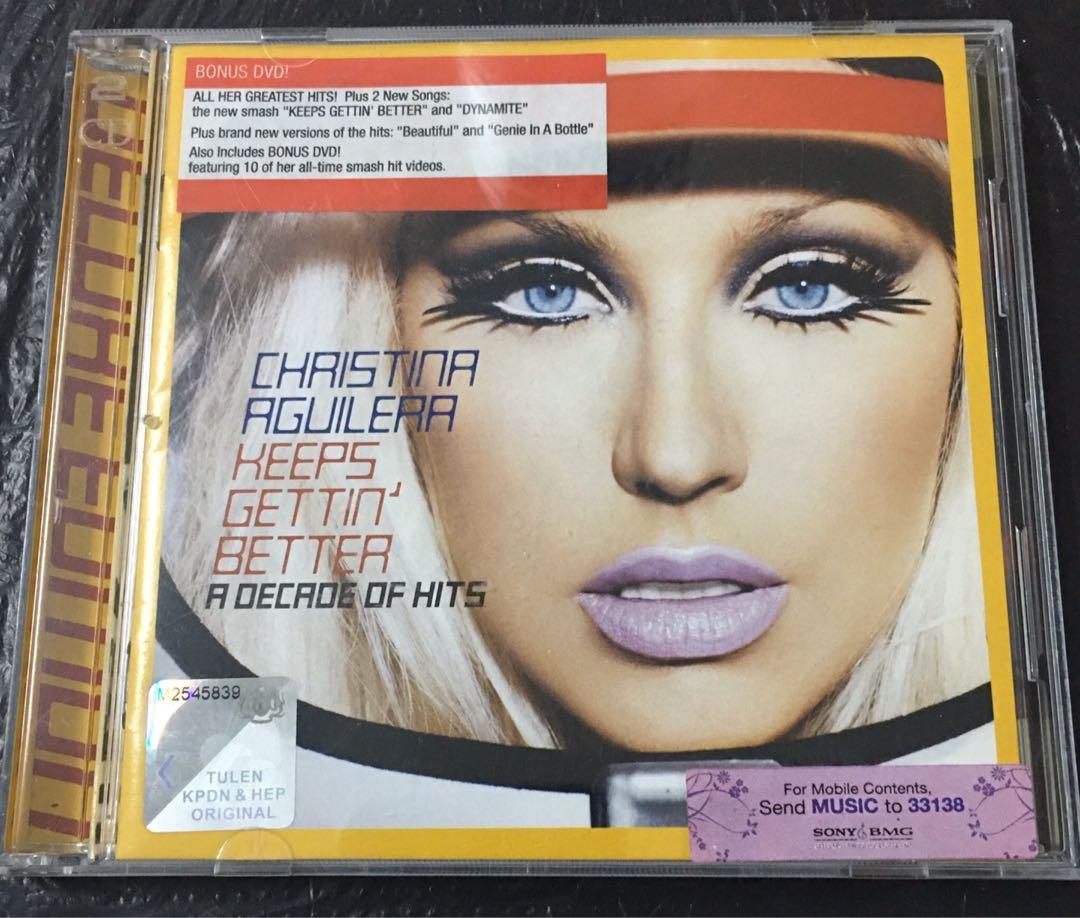 BONUS DVD!
ALL HER GREATEST HITS! Plus 2 New Songs:
the new smash "KEEPS GETTIN' BETTER" and "DYNAMITE"
Plus brand new versions of the hits: "Beautiful" and "Genie In A Bottle"
Also Includes BONUS DVD!
featuring 10 of her all-time smash hit videos.
CHRISTINA
AGUILERA
KEEPS
GETTIN'
BETTER
A DECADE OF HITS
M2545839
TULEN
KPDN & HEP
ORIGINAL
For Mobile Contents,
Send MUSIC to 33138
SONY BMG